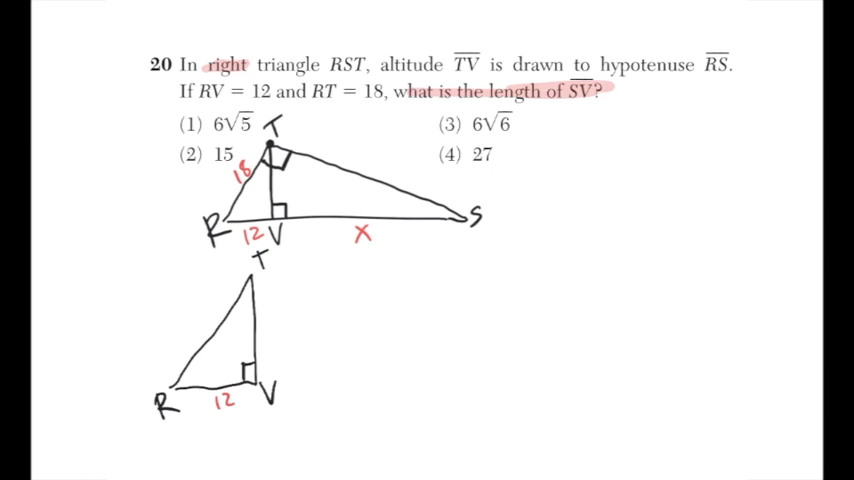 20 In right triangle RST, altitude TV is drawn to hypotenuse RS.
If RV = 12 and RT = 18, what is the length of SV?
(1) 6√5 (3) 6√6
(2) 15 (4) 27
T
18
R 12 V X S
T
R 12 V